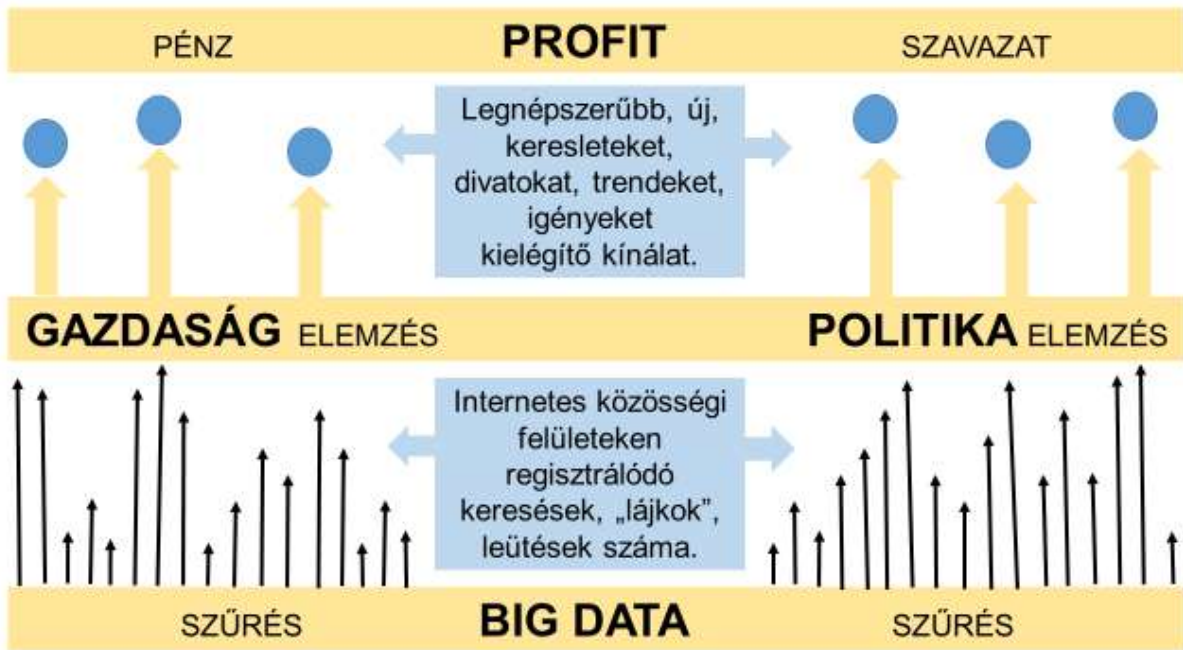 PÉNZ PROFIT SZAVAZAT
Legnépszerűbb, új,
keresleteket,
divatokat, trendeket,
igényeket
kielégítő kínálat.
GAZDASÁG ELEMZÉS POLITIKA ELEMZÉS
Internetes közösségi
felületeken
regisztrálódó
keresések, „lájkok”,
leütések száma.
SZŰRÉS BIG DATA SZŰRÉS